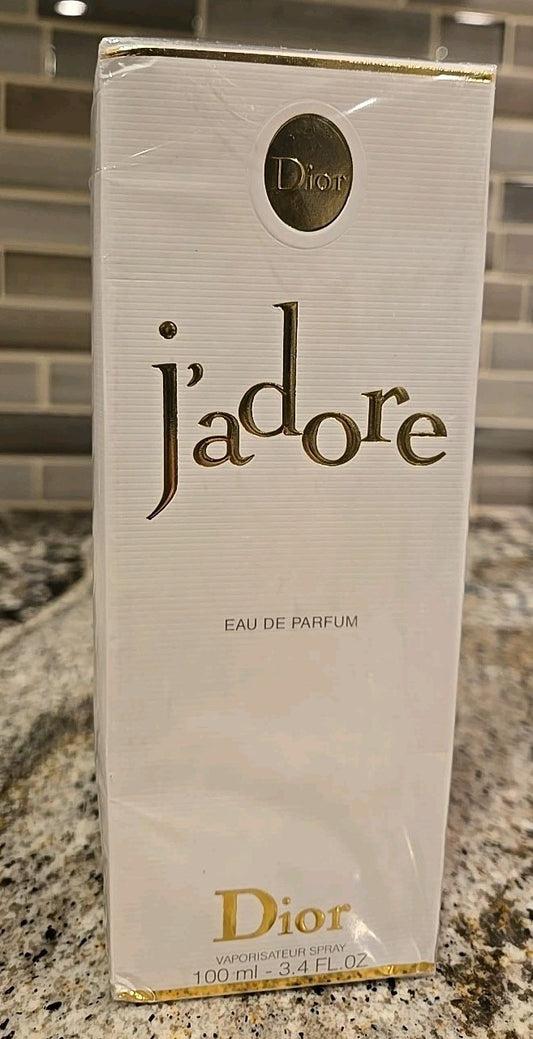 Dior
j'adore
EAU DE PARFUM
Dior
VAPORISATEUR SPRAY
100 ml - 3.4 FL.OZ